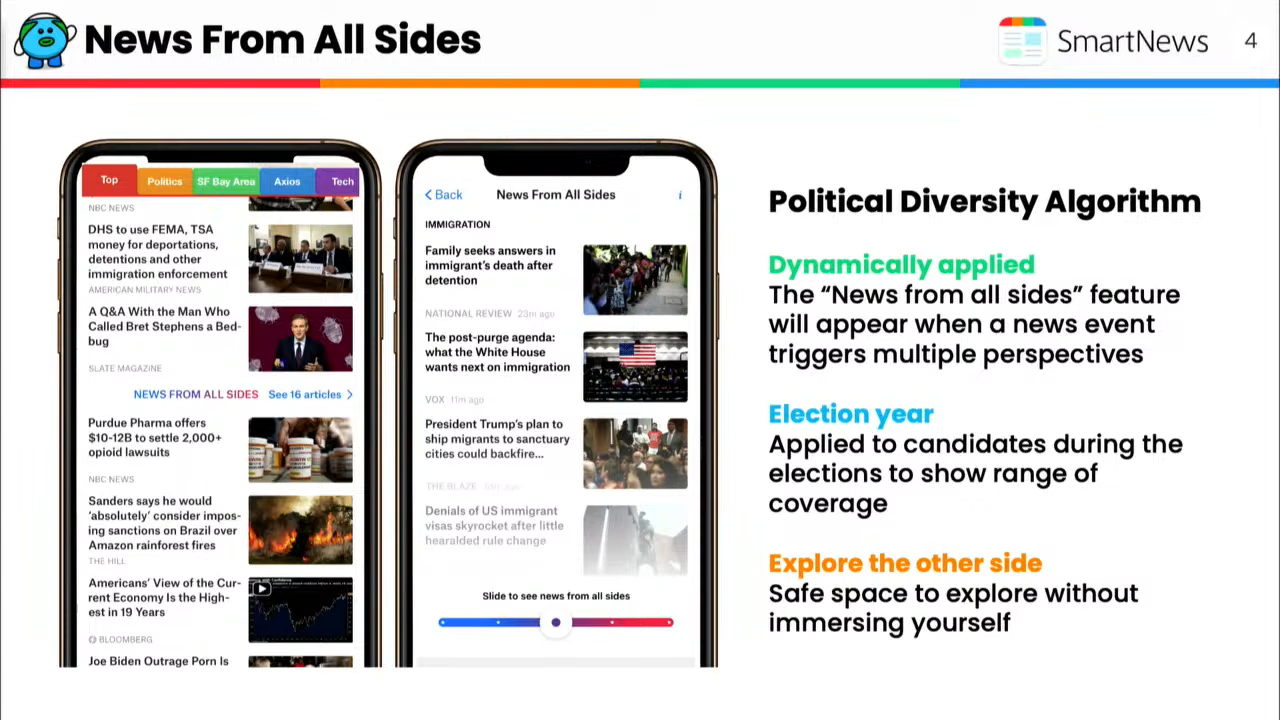 News From All Sides
SmartNews
4
Top
Politics
SF Bay Area
Axios
Tech
NBC NEWS
DHS to use FEMA, TSA
money for deportations,
detentions and other
immigration enforcement
AMERICAN MILITARY NEWS
A Q&A With the Man Who
Called Bret Stephens a Bed-
bug
SLATE MAGAZINE
NEWS FROM ALL SIDES See 16 articles
Purdue Pharma offers
$10-12B to settle 2,000+
opioid lawsuits
NBC NEWS
Sanders says he would
‘absolutely’ consider impos-
ing sanctions on Brazil over
Amazon rainforest fires
THE HILL
Americans’ View of the Cur-
rent Economy Is the High-
est in 19 Years
BLOOMBERG
Joe Biden Outrage Porn Is
Back
News From All Sides
i
IMMIGRATION
Family seeks answers in
immigrant’s death after
detention
NATIONAL REVIEW 23m ago
The post-purge agenda:
what the White House
wants next on immigration
VOX 11m ago
President Trump’s plan to
ship migrants to sanctuary
cities could backfire...
THE BLAZE
Denials of US immigrant
visas skyrocket after little
hearalded rule change
Slide to see news from all sides
Political Diversity Algorithm
Dynamically applied
The “News from all sides” feature
will appear when a news event
triggers multiple perspectives
Election year
Applied to candidates during the
elections to show range of
coverage
Explore the other side
Safe space to explore without
immersing yourself